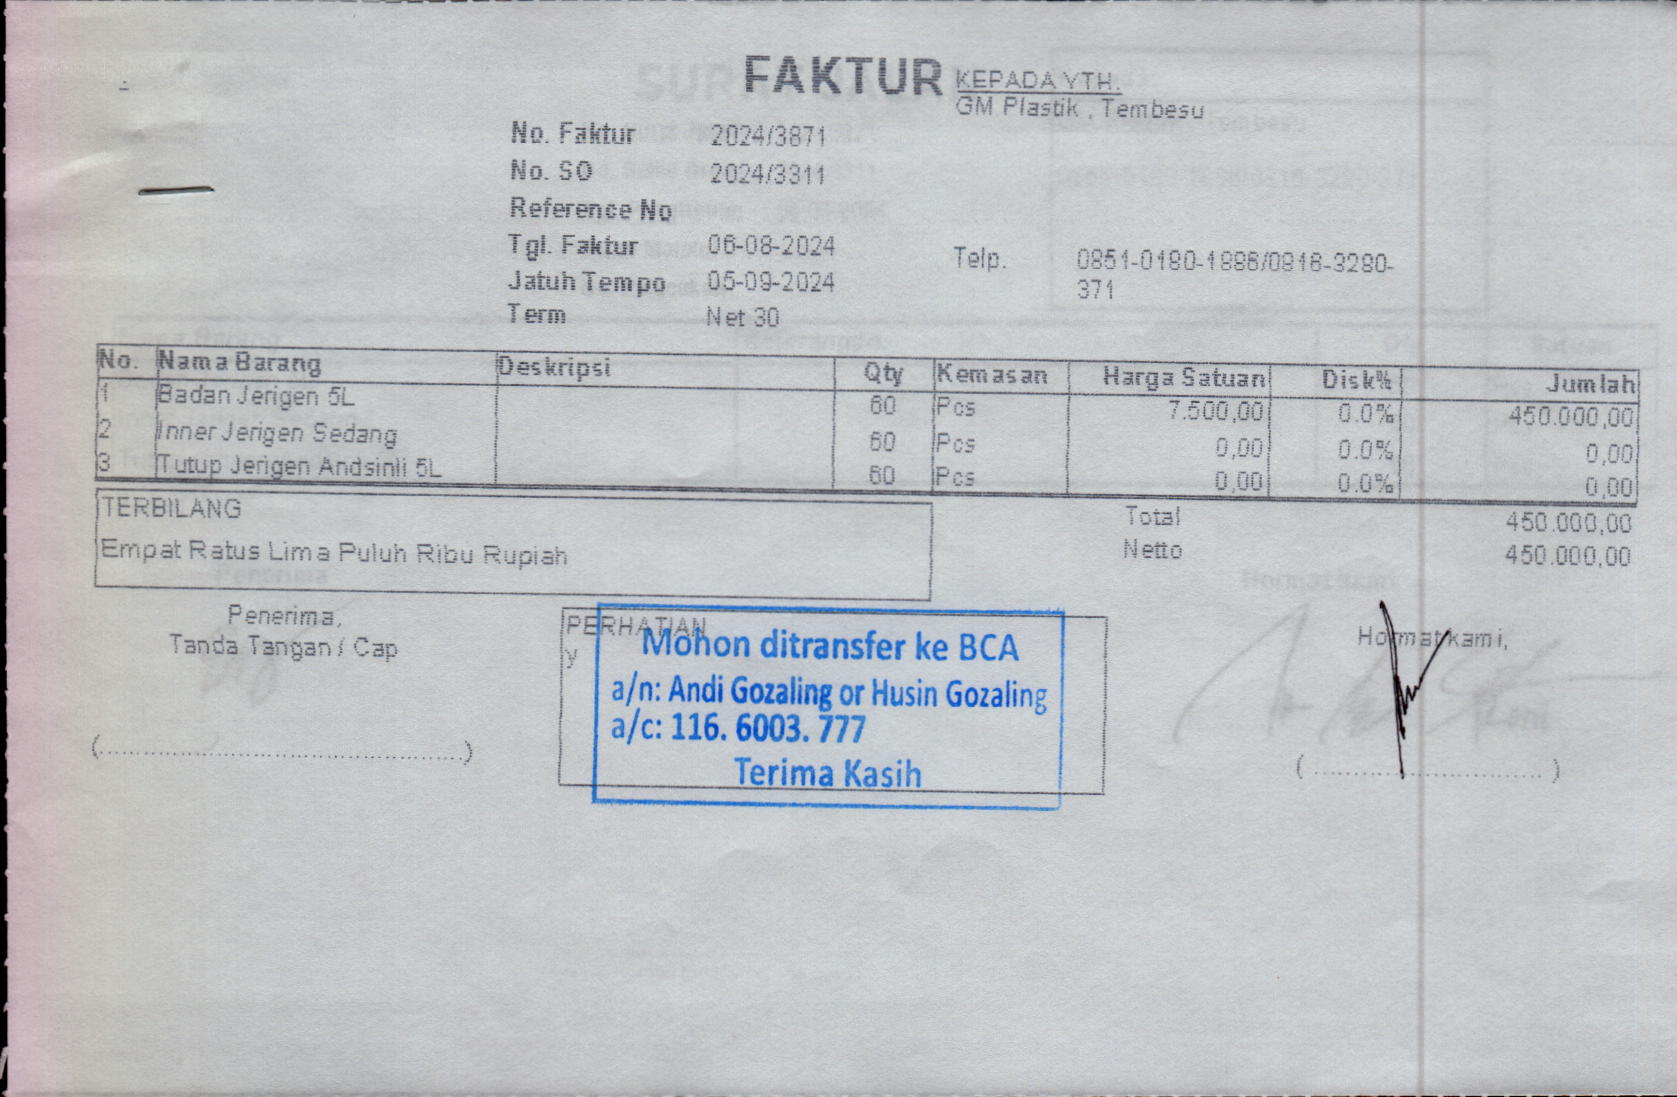 FAKTUR
KEPADA YTH.
GM Plastik , Tembesu
No. Faktur 2024/3871
No. SO 2024/3311
Reference No
Tgl. Faktur 06-08-2024
Jatuh Tempo 05-09-2024
Term Net 30
Telp. 0851-0180-1886/0816-3280-
371
No. Nama Barang Deskripsi Qty Kemasan Harga Satuan Disk% Jumlah
1 Badan Jerigen 5L 60 Pcs 7.500,00 0.0% 450.000,00
2 Inner Jerigen Sedang 60 Pcs 0,00 0.0% 0,00
3 Tutup Jerigen Andsinli 5L 60 Pcs 0,00 0.0% 0,00
TERBILANG
Empat Ratus Lima Puluh Ribu Rupiah
Total 450.000,00
Netto 450.000,00
Penerima,
Tanda Tangan / Cap
PERHATIAN
y
Mohon ditransfer ke BCA
a/n: Andi Gozaling or Husin Gozaling
a/c: 116. 6003. 777
Terima Kasih
Hormat kami,